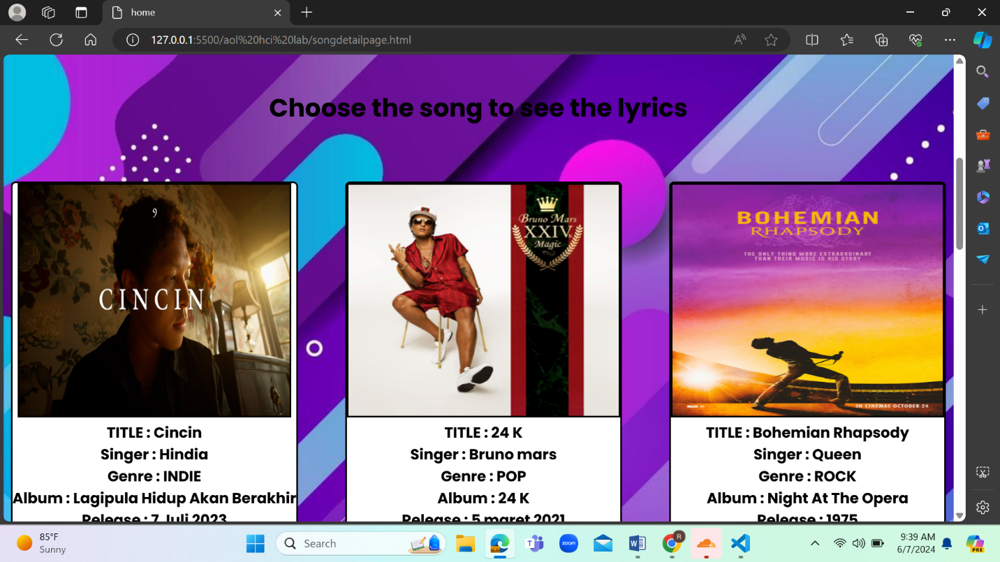 home
127.0.0.1:5500/aol%20hci%20lab/songdetailpage.html
Choose the song to see the lyrics
9
CINCIN
Bruno Mars
XXIV
Magic
BOHEMIAN
RHAPSODY
THE ONLY THING MORE EXTRAORDINARY
THAN THEIR MUSIC IS HIS STORY
IN CINEMAS OCTOBER 24
TITLE : Cincin
Singer : Hindia
Genre : INDIE
Album : Lagipula Hidup Akan Berakhir
Release : 7 Juli 2023
TITLE : 24 K
Singer : Bruno mars
Genre : POP
Album : 24 K
Release : 5 maret 2021
TITLE : Bohemian Rhapsody
Singer : Queen
Genre : ROCK
Album : Night At The Opera
Release : 1975
85°F
Sunny
Search
zoom
R
9:39 AM
6/7/2024
PRE